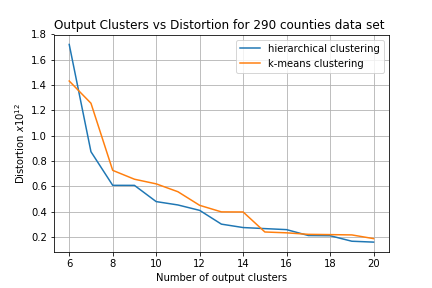 Output Clusters vs Distortion for 290 counties data set
hierarchical clustering
k-means clustering
Distortion x10¹²
1.8
1.6
1.4
1.2
1.0
0.8
0.6
0.4
0.2
6 8 10 12 14 16 18 20
Number of output clusters